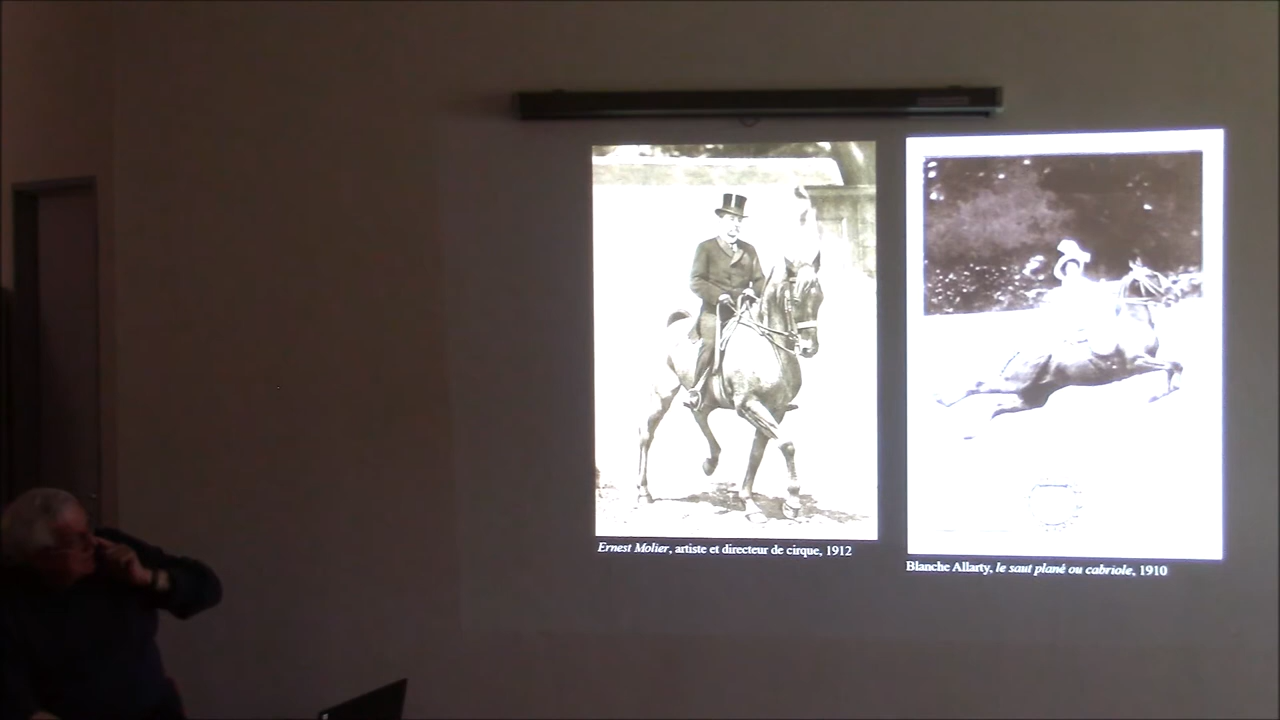 Ernest Molier, artiste et directeur de cirque, 1912
Blanche Allarty, le saut plané ou cabriole, 1910